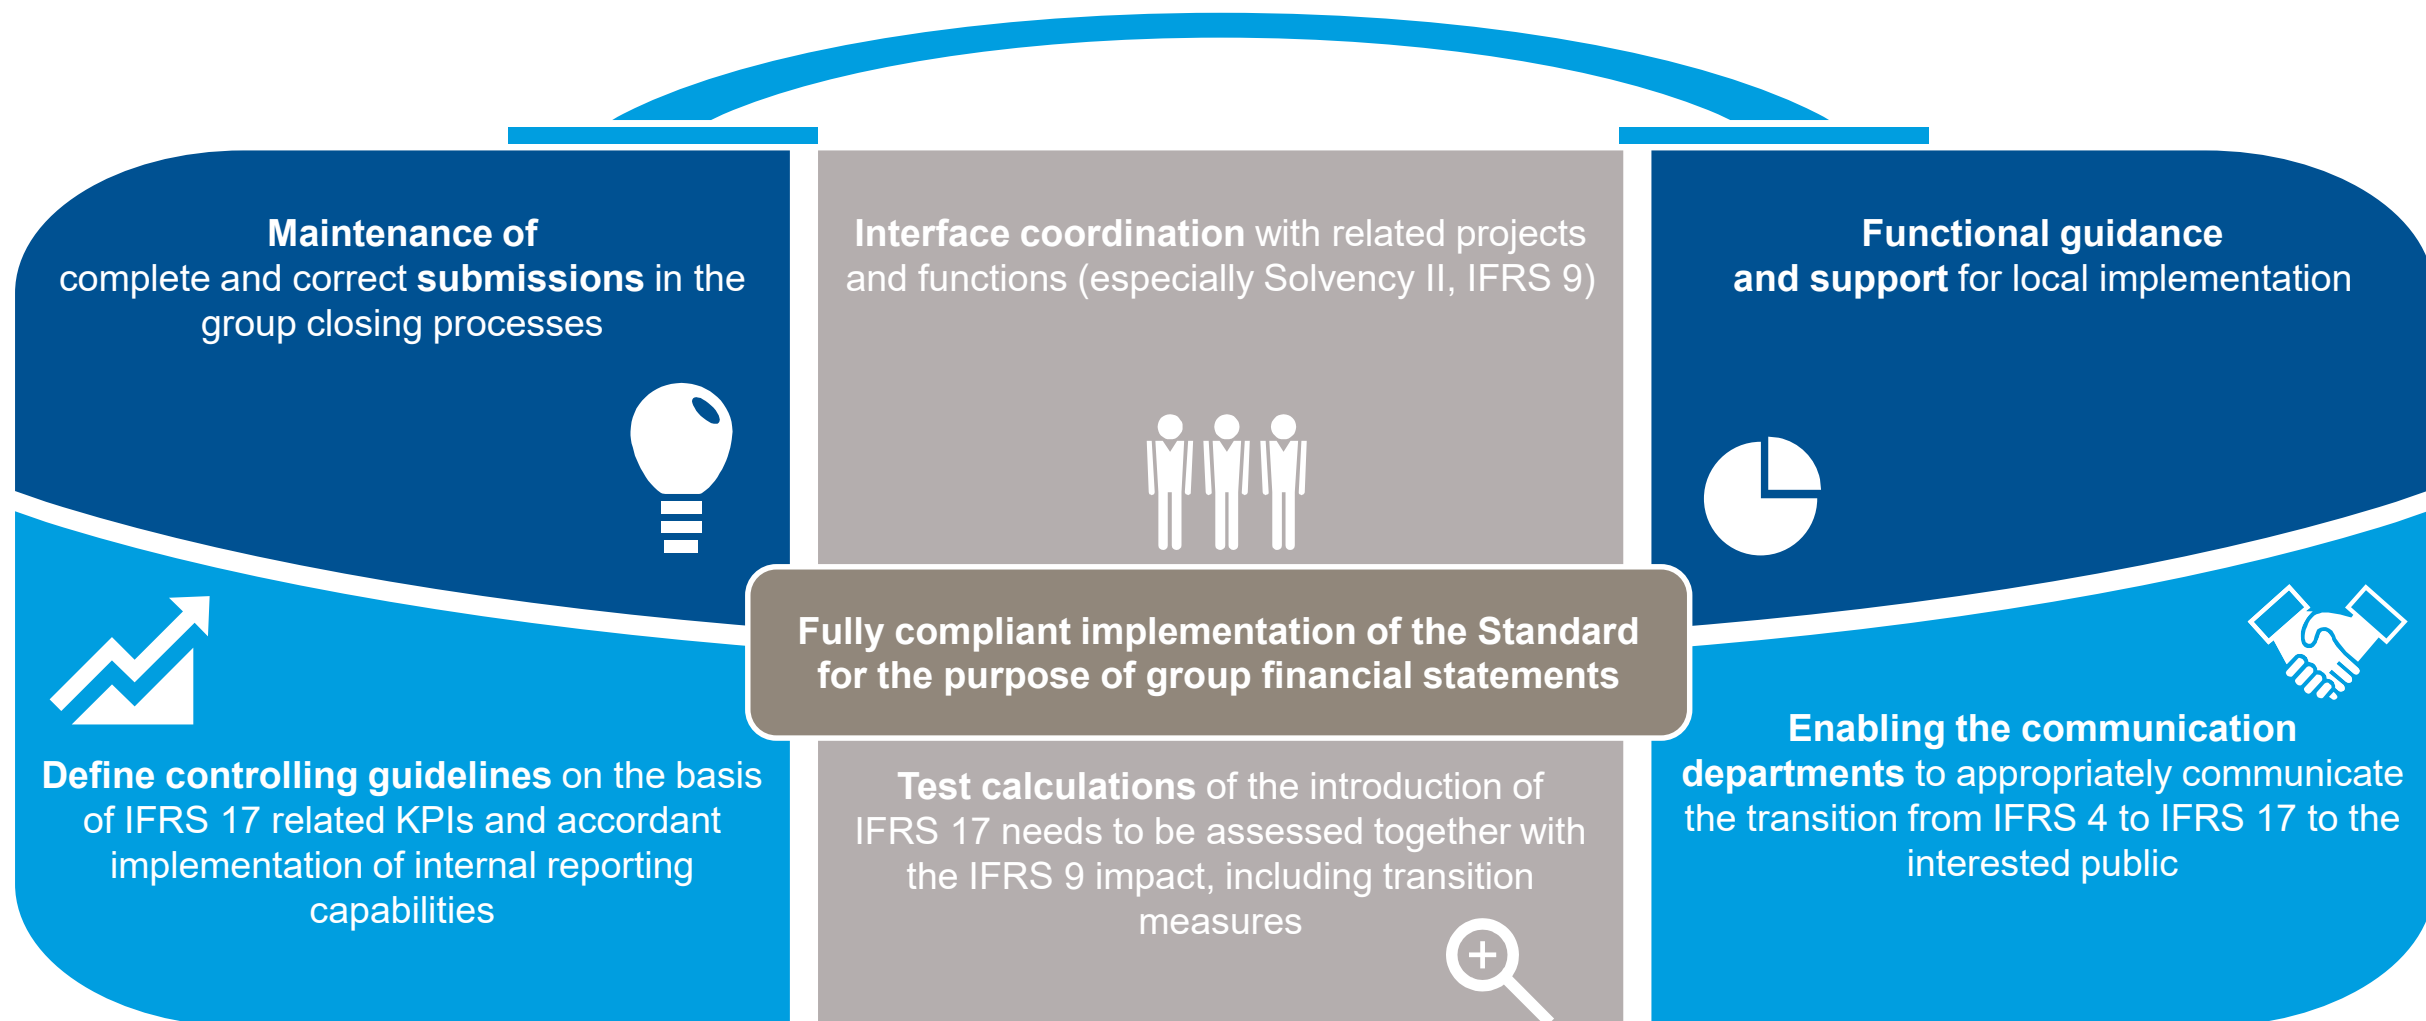 Maintenance of
complete and correct submissions in the
group closing processes
Interface coordination with related projects
and functions (especially Solvency II, IFRS 9)
Functional guidance
and support for local implementation
Fully compliant implementation of the Standard
for the purpose of group financial statements
Define controlling guidelines on the basis
of IFRS 17 related KPIs and accordant
implementation of internal reporting
capabilities
Test calculations of the introduction of
IFRS 17 needs to be assessed together with
the IFRS 9 impact, including transition
measures
Enabling the communication
departments to appropriately communicate
the transition from IFRS 4 to IFRS 17 to the
interested public